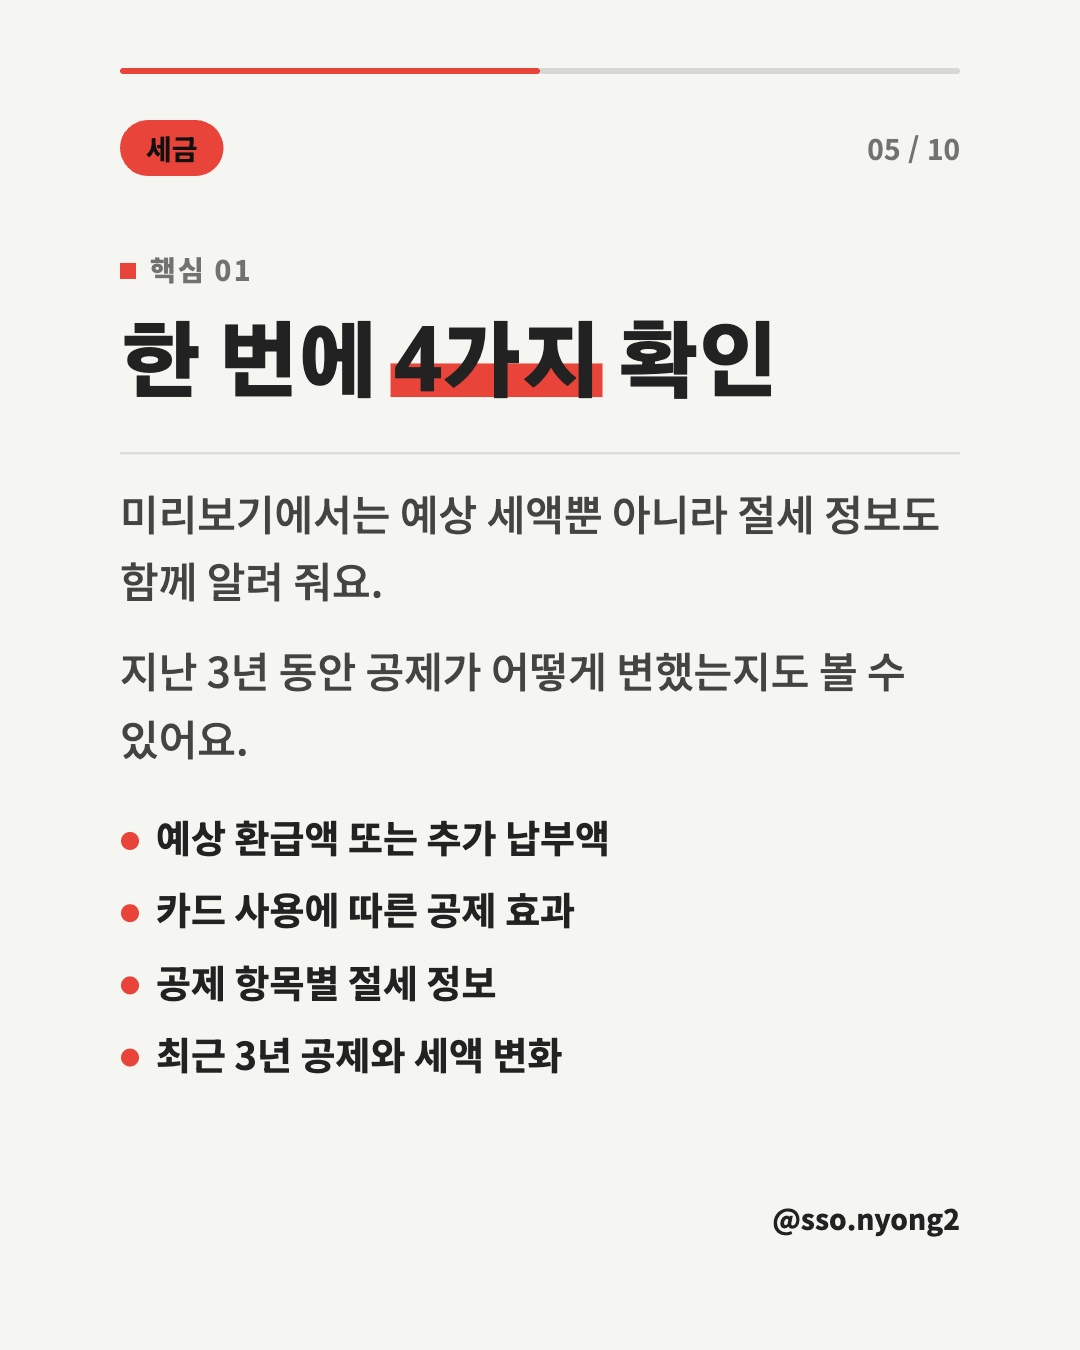 세금
05 / 10
핵심 01
한 번에 4가지 확인
미리보기에서는 예상 세액뿐 아니라 절세 정보도
함께 알려 줘요.
지난 3년 동안 공제가 어떻게 변했는지도 볼 수
있어요.
예상 환급액 또는 추가 납부액
카드 사용에 따른 공제 효과
공제 항목별 절세 정보
최근 3년 공제와 세액 변화
@sso.nyong2